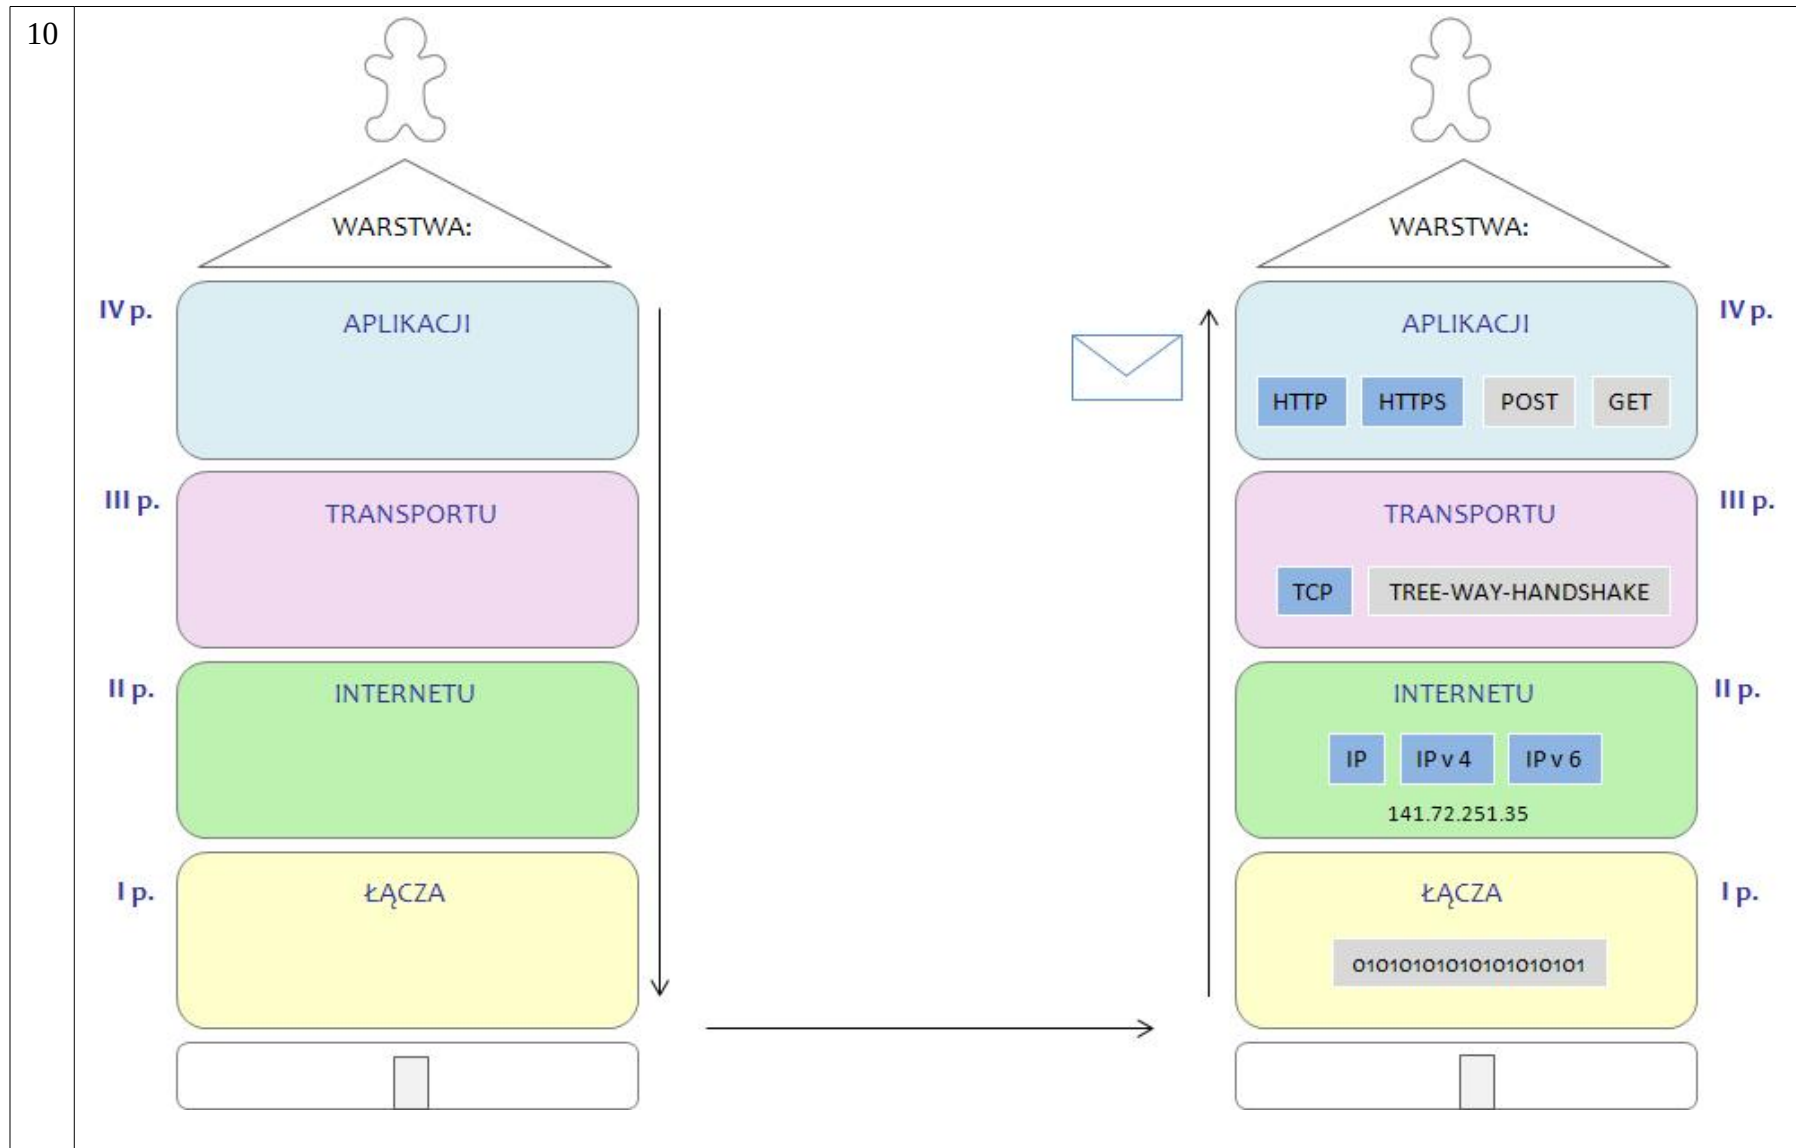 10
WARSTWA:
IV p.
APLIKACJI
III p.
TRANSPORTU
II p.
INTERNETU
I p.
ŁĄCZA
WARSTWA:
APLIKACJI
IV p.
HTTP HTTPS POST GET
TRANSPORTU
III p.
TCP TREE-WAY-HANDSHAKE
INTERNETU
II p.
IP IP v 4 IP v 6
141.72.251.35
ŁĄCZA
I p.
01010101010101010101